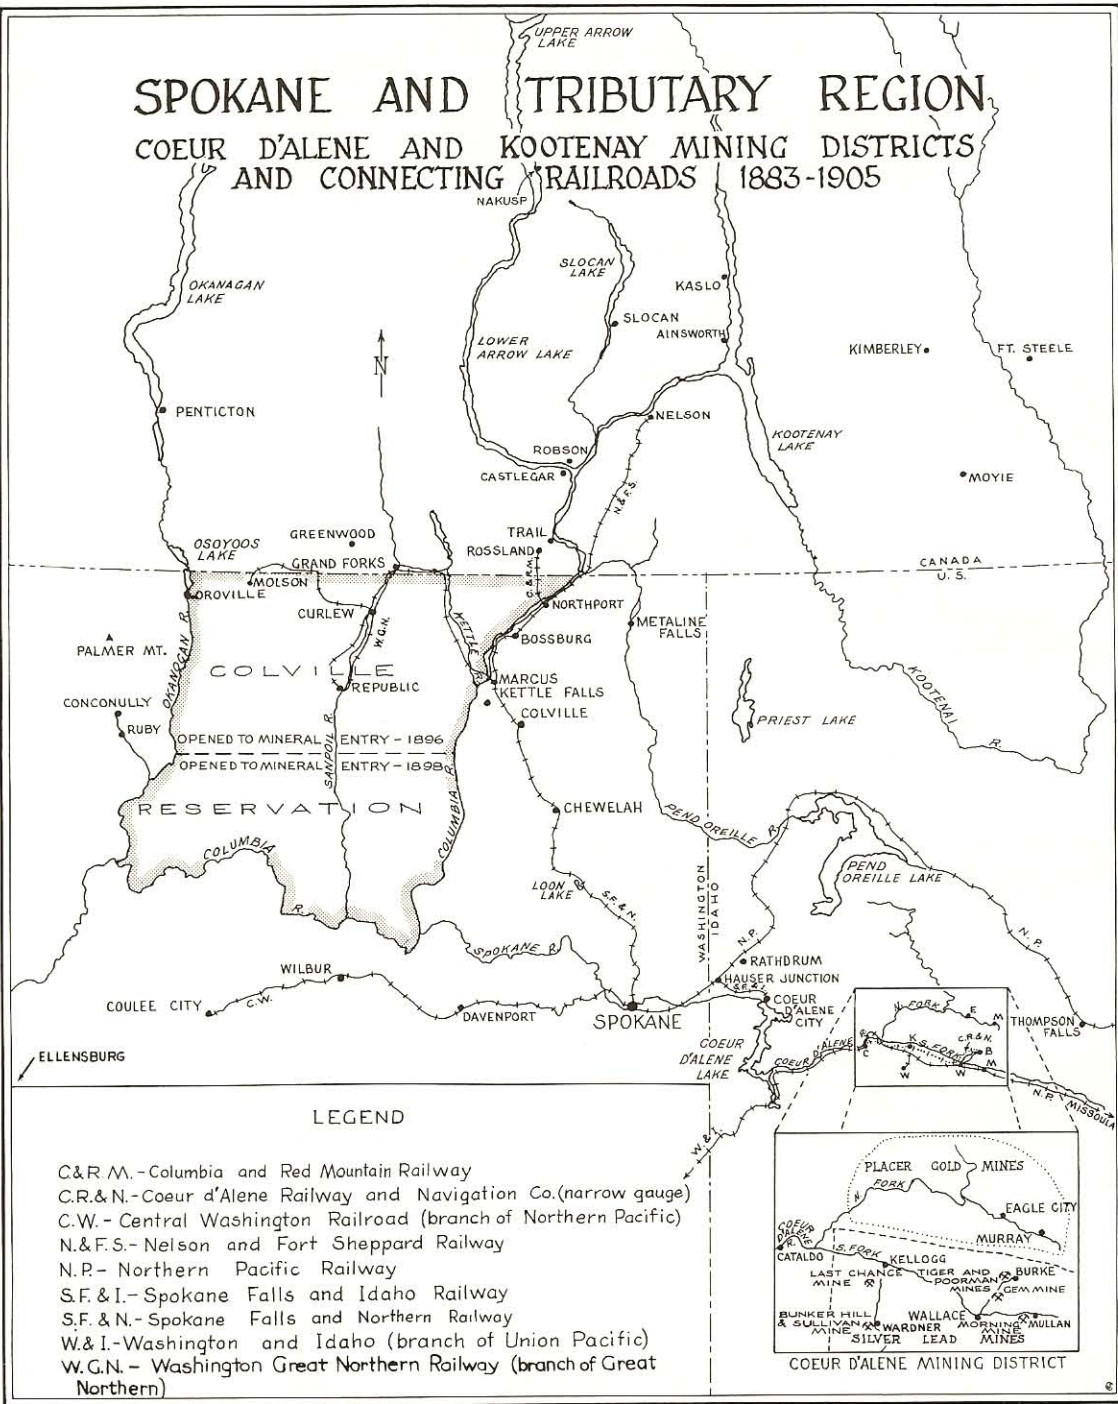 UPPER ARROW
LAKE
SPOKANE AND TRIBUTARY REGION
COEUR D'ALENE AND KOOTENAY MINING DISTRICTS
AND CONNECTING RAILROADS 1883-1905
NAKUSP
OKANAGAN
LAKE
SLOCAN
LAKE
KASLO
SLOCAN
AINSWORTH
LOWER
ARROW LAKE
N
KIMBERLEY
FT. STEELE
PENTICTON
NELSON
KOOTENAY
LAKE
ROBSON
CASTLEGAR
MOYIE
N.& F.S.
OSOYOOS
LAKE
GREENWOOD
GRAND FORKS
TRAIL
ROSSLAND
C.& R.M.
CANADA
U.S.
MOLSON
OROVILLE
CURLEW
W.G.N.
KETTLE
R.
NORTHPORT
BOSSBURG
METALINE
FALLS
PALMER MT.
OKANOGAN R.
COLVILLE
REPUBLIC
MARCUS
KETTLE FALLS
COLVILLE
CONCONULLY
RUBY
PRIEST LAKE
KOOTENAI
R.
OPENED TO MINERAL ENTRY - 1896
OPENED TO MINERAL ENTRY - 1898
SANPOIL R.
RESERVATION
COLUMBIA R.
CHEWELAH
PEND OREILLE R.
COLUMBIA
R.
LOON
LAKE
S.F.& N.
WASHINGTON
IDAHO
PEND
OREILLE LAKE
N.P.
N.P.
SPOKANE R.
RATHDRUM
HAUSER JUNCTION
S.F.& I.
WILBUR
C.W.
COULEE CITY
DAVENPORT
SPOKANE
COEUR
D'ALENE
CITY
COEUR
D'ALENE
LAKE
COEUR D'ALENE R.
N. FORK
E
M
C.R.& N.
K
S. FORK
B
C
W
W
M
THOMPSON
FALLS
N.P.
MISSOULA
ELLENSBURG
W.& I.
LEGEND
C.& R.M.-Columbia and Red Mountain Railway
C.R.& N.-Coeur d'Alene Railway and Navigation Co.(narrow gauge)
C.W.- Central Washington Railroad (branch of Northern Pacific)
N.& F.S.- Nelson and Fort Sheppard Railway
N.P.- Northern Pacific Railway
S.F. & I.- Spokane Falls and Idaho Railway
S.F. & N.- Spokane Falls and Northern Railway
W.& I.-Washington and Idaho (branch of Union Pacific)
W.G.N. - Washington Great Northern Railway (branch of Great
Northern)
PLACER GOLD MINES
N.
FORK
EAGLE CITY
MURRAY
COEUR
D'ALENE
R.
CATALDO
S. FORK
KELLOGG
LAST CHANCE
MINE
TIGER AND
POORMAN
MINES
BURKE
GEM MINE
BUNKER HILL
& SULLIVAN
MINE
WARDNER
WALLACE
MORNING
MINE
MULLAN
SILVER LEAD MINES
COEUR D'ALENE MINING DISTRICT